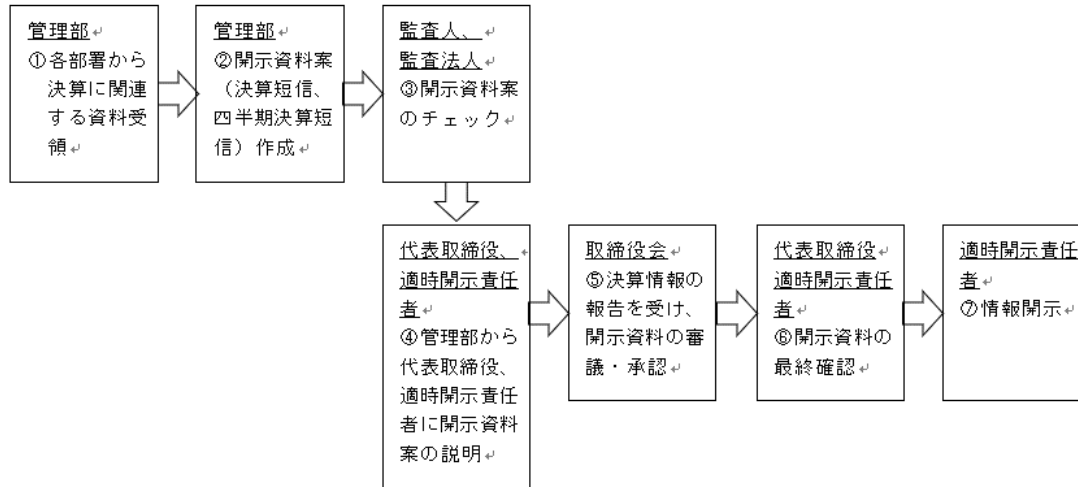 管理部
①各部署から
決算に関連
する資料受
領
管理部
②開示資料案
（決算短信、
四半期決算短
信）作成
監査人、
監査法人
③開示資料案
のチェック
代表取締役、
適時開示責任
者
④管理部から
代表取締役、
適時開示責任
者に開示資料
案の説明
取締役会
⑤決算情報の
報告を受け、
開示資料の審
議・承認
代表取締役
適時開示責任
者
⑥開示資料の
最終確認
適時開示責任
者
⑦情報開示